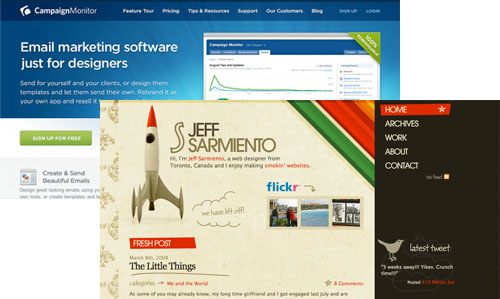 CampaignMonitor
Feature Tour Pricing Tips & Resources Support Our Customers Blog SIGN UP LOGIN
Email marketing software
just for designers
Send for yourself and your clients, or design them
templates and let them send their own. Rebrand it as
your own app and resell it
100%
SIGN UP FOR FREE
Create & Send
Beautiful Emails
Design great looking emails using
own tools, or create templates and
JEFF
SARMIENTO
Hi, I'm Jeff Sarmiento, a web designer from
Toronto, Canada and I enjoy making smokin' websites.
flickr
we have lift off!
FRESH POST
March 8th, 2009
The Little Things
categories → Me and the World
8 Comments
As some of you may already know, my long time girlfriend and I got engaged last July and are
HOME
ARCHIVES
WORK
ABOUT
CONTACT
rss feed
latest tweet
"3 weeks away!!! Yikes. Crunch
time!!"
Posted